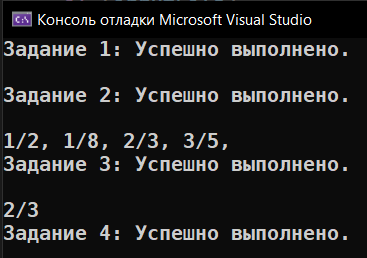 Консоль отладки Microsoft Visual Studio
Задание 1: Успешно выполнено.
Задание 2: Успешно выполнено.
1/2, 1/8, 2/3, 3/5,
Задание 3: Успешно выполнено.
2/3
Задание 4: Успешно выполнено.